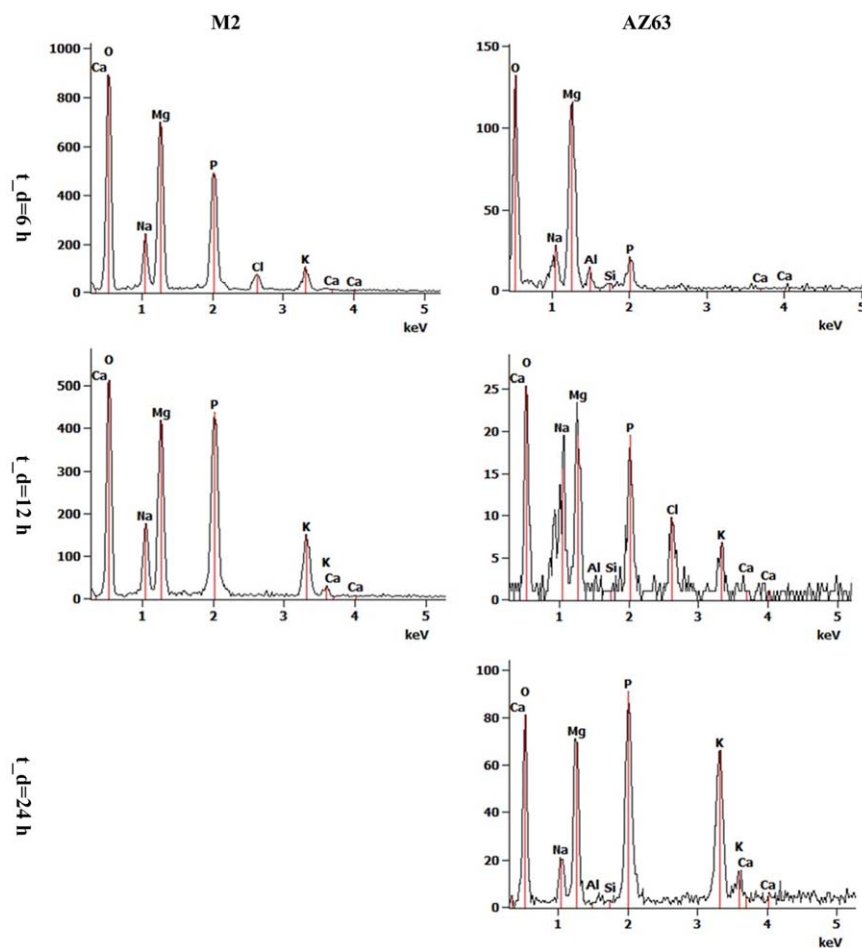 M2
AZ63
t_d=6 h
1000
800
600
400
200
0
O
Ca
Mg
Na
P
Cl
K
Ca
Ca
1 2 3 4 5
keV
150
100
50
0
O
Mg
Na
Al
Si
P
Ca
Ca
1 2 3 4 5
keV
t_d=12 h
500
400
300
200
100
0
O
Ca
Mg
Na
P
K
K
Ca
Ca
1 2 3 4 5
keV
25
20
15
10
5
0
O
Ca
Na
Mg
Al
Si
P
Cl
K
Ca
Ca
1 2 3 4 5
keV
t_d=24 h
100
80
60
40
20
0
O
Ca
Na
Mg
Al
Si
P
K
K
Ca
Ca
1 2 3 4 5
keV